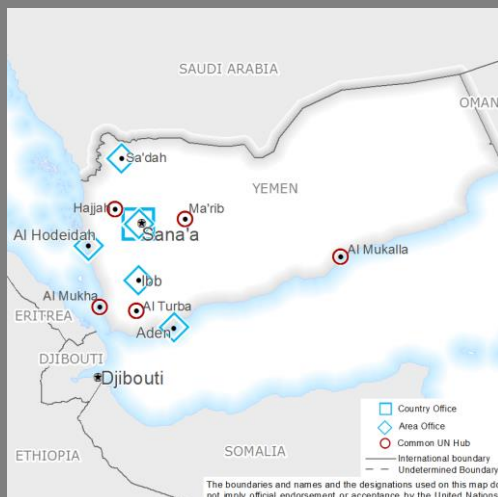 SAUDI ARABIA
OMAN
Sa'dah
YEMEN
Hajjah
Ma'rib
Sana'a
Al Hodeidah
Al Mukalla
Ibb
Al Mukha
Al Turba
ERITREA
Aden
DJIBOUTI
Djibouti
Country Office
Area Office
Common UN Hub
International boundary
Undetermined Boundary
ETHIOPIA
SOMALIA
The boundaries and names and the designations used on this map do
not imply official endorsement or acceptance by the United Nations